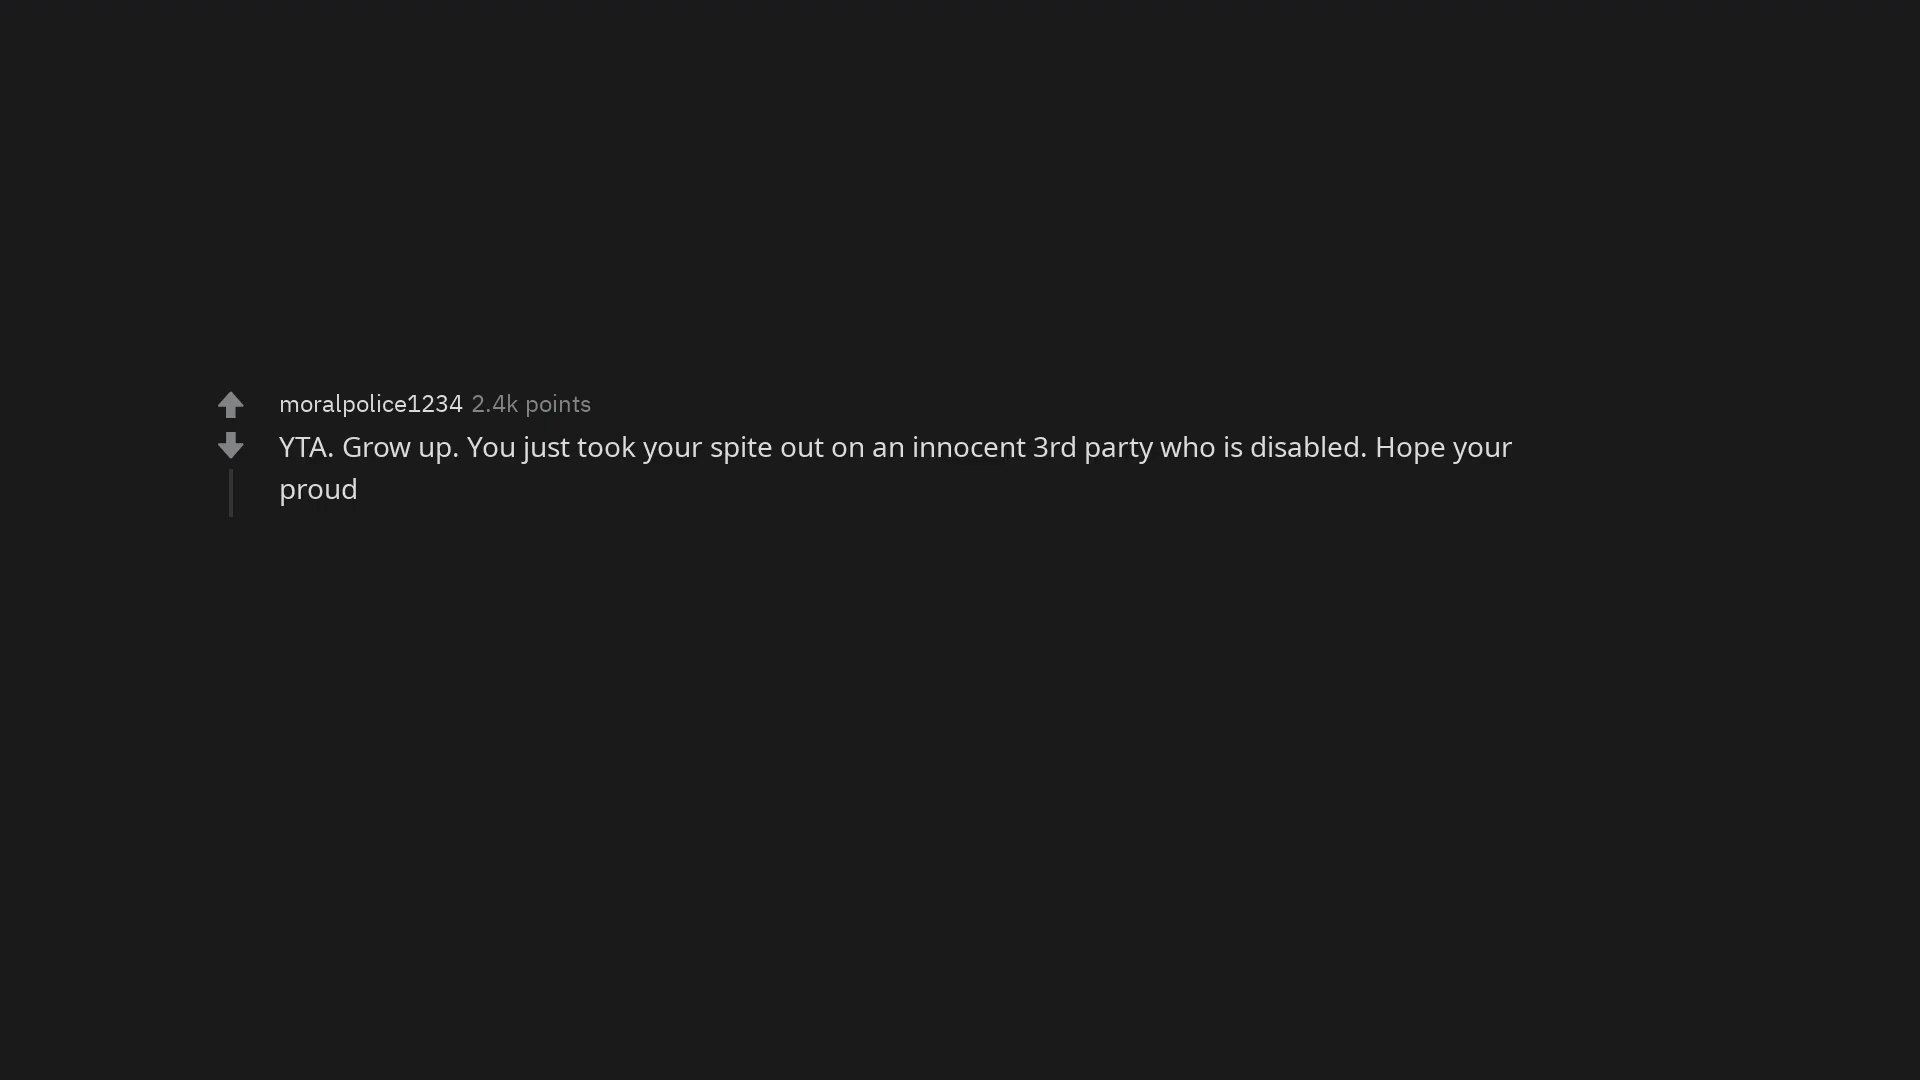 moralpolice1234 2.4k points
YTA. Grow up. You just took your spite out on an innocent 3rd party who is disabled. Hope your
proud